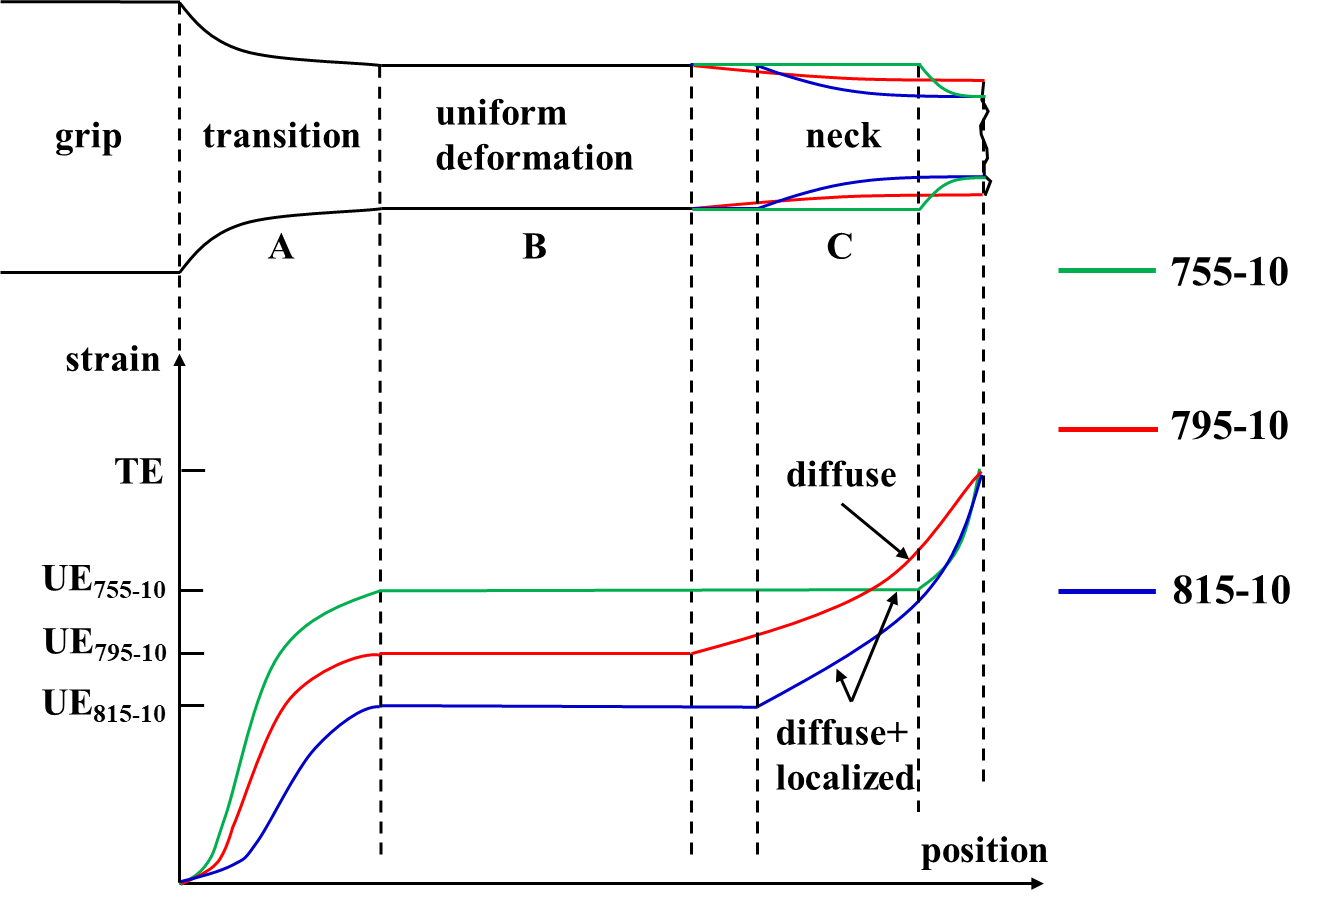 grip
transition
uniform
deformation
neck
A
B
C
755-10
strain
795-10
TE
diffuse
UE755-10
815-10
UE795-10
UE815-10
diffuse+
localized
position